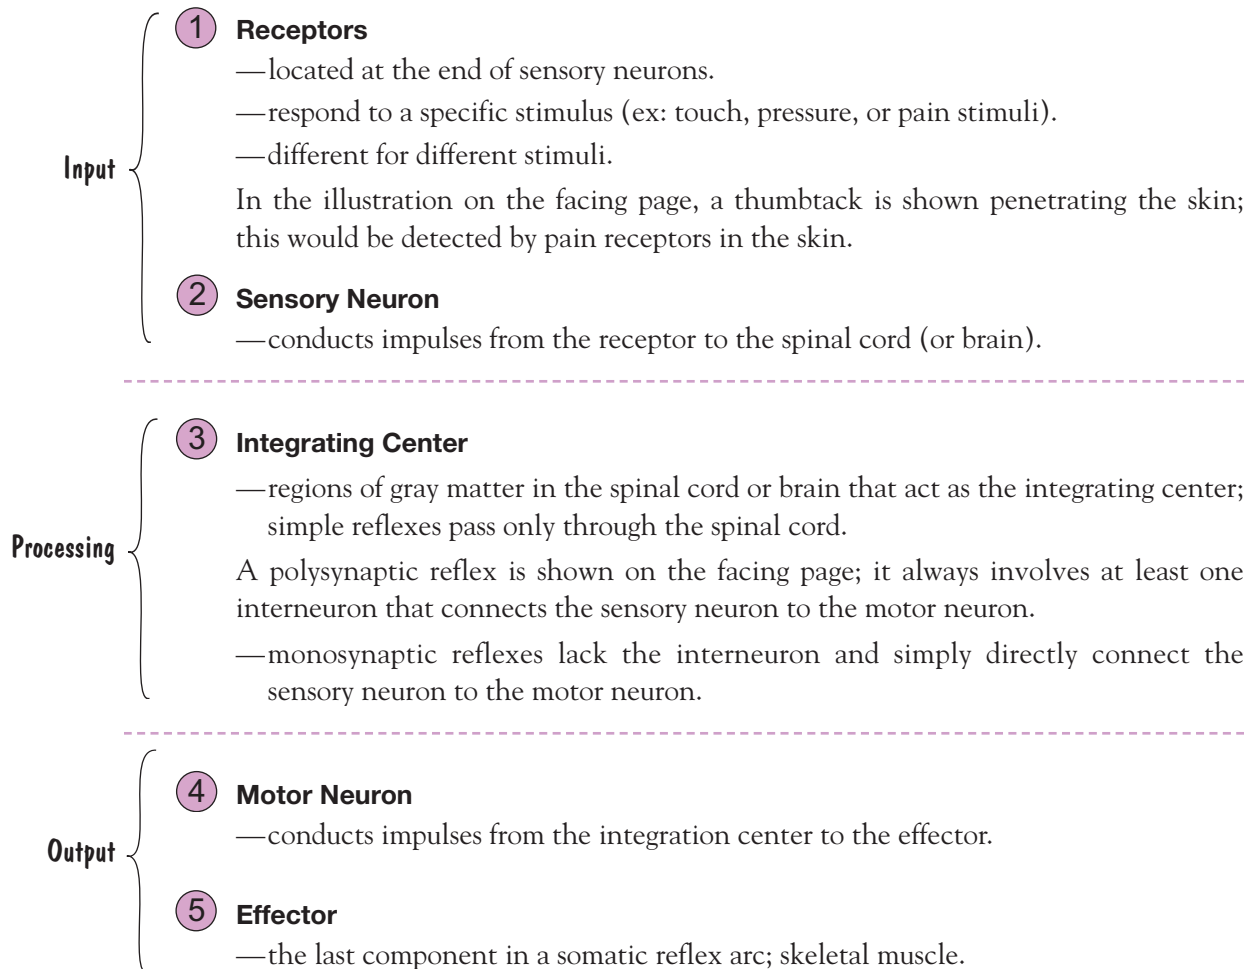 1 Receptors
—located at the end of sensory neurons.
—respond to a specific stimulus (ex: touch, pressure, or pain stimuli).
—different for different stimuli.
Input
In the illustration on the facing page, a thumbtack is shown penetrating the skin;
this would be detected by pain receptors in the skin.
2 Sensory Neuron
—conducts impulses from the receptor to the spinal cord (or brain).
3 Integrating Center
—regions of gray matter in the spinal cord or brain that act as the integrating center;
simple reflexes pass only through the spinal cord.
Processing
A polysynaptic reflex is shown on the facing page; it always involves at least one
interneuron that connects the sensory neuron to the motor neuron.
—monosynaptic reflexes lack the interneuron and simply directly connect the
sensory neuron to the motor neuron.
4 Motor Neuron
—conducts impulses from the integration center to the effector.
Output
5 Effector
—the last component in a somatic reflex arc; skeletal muscle.